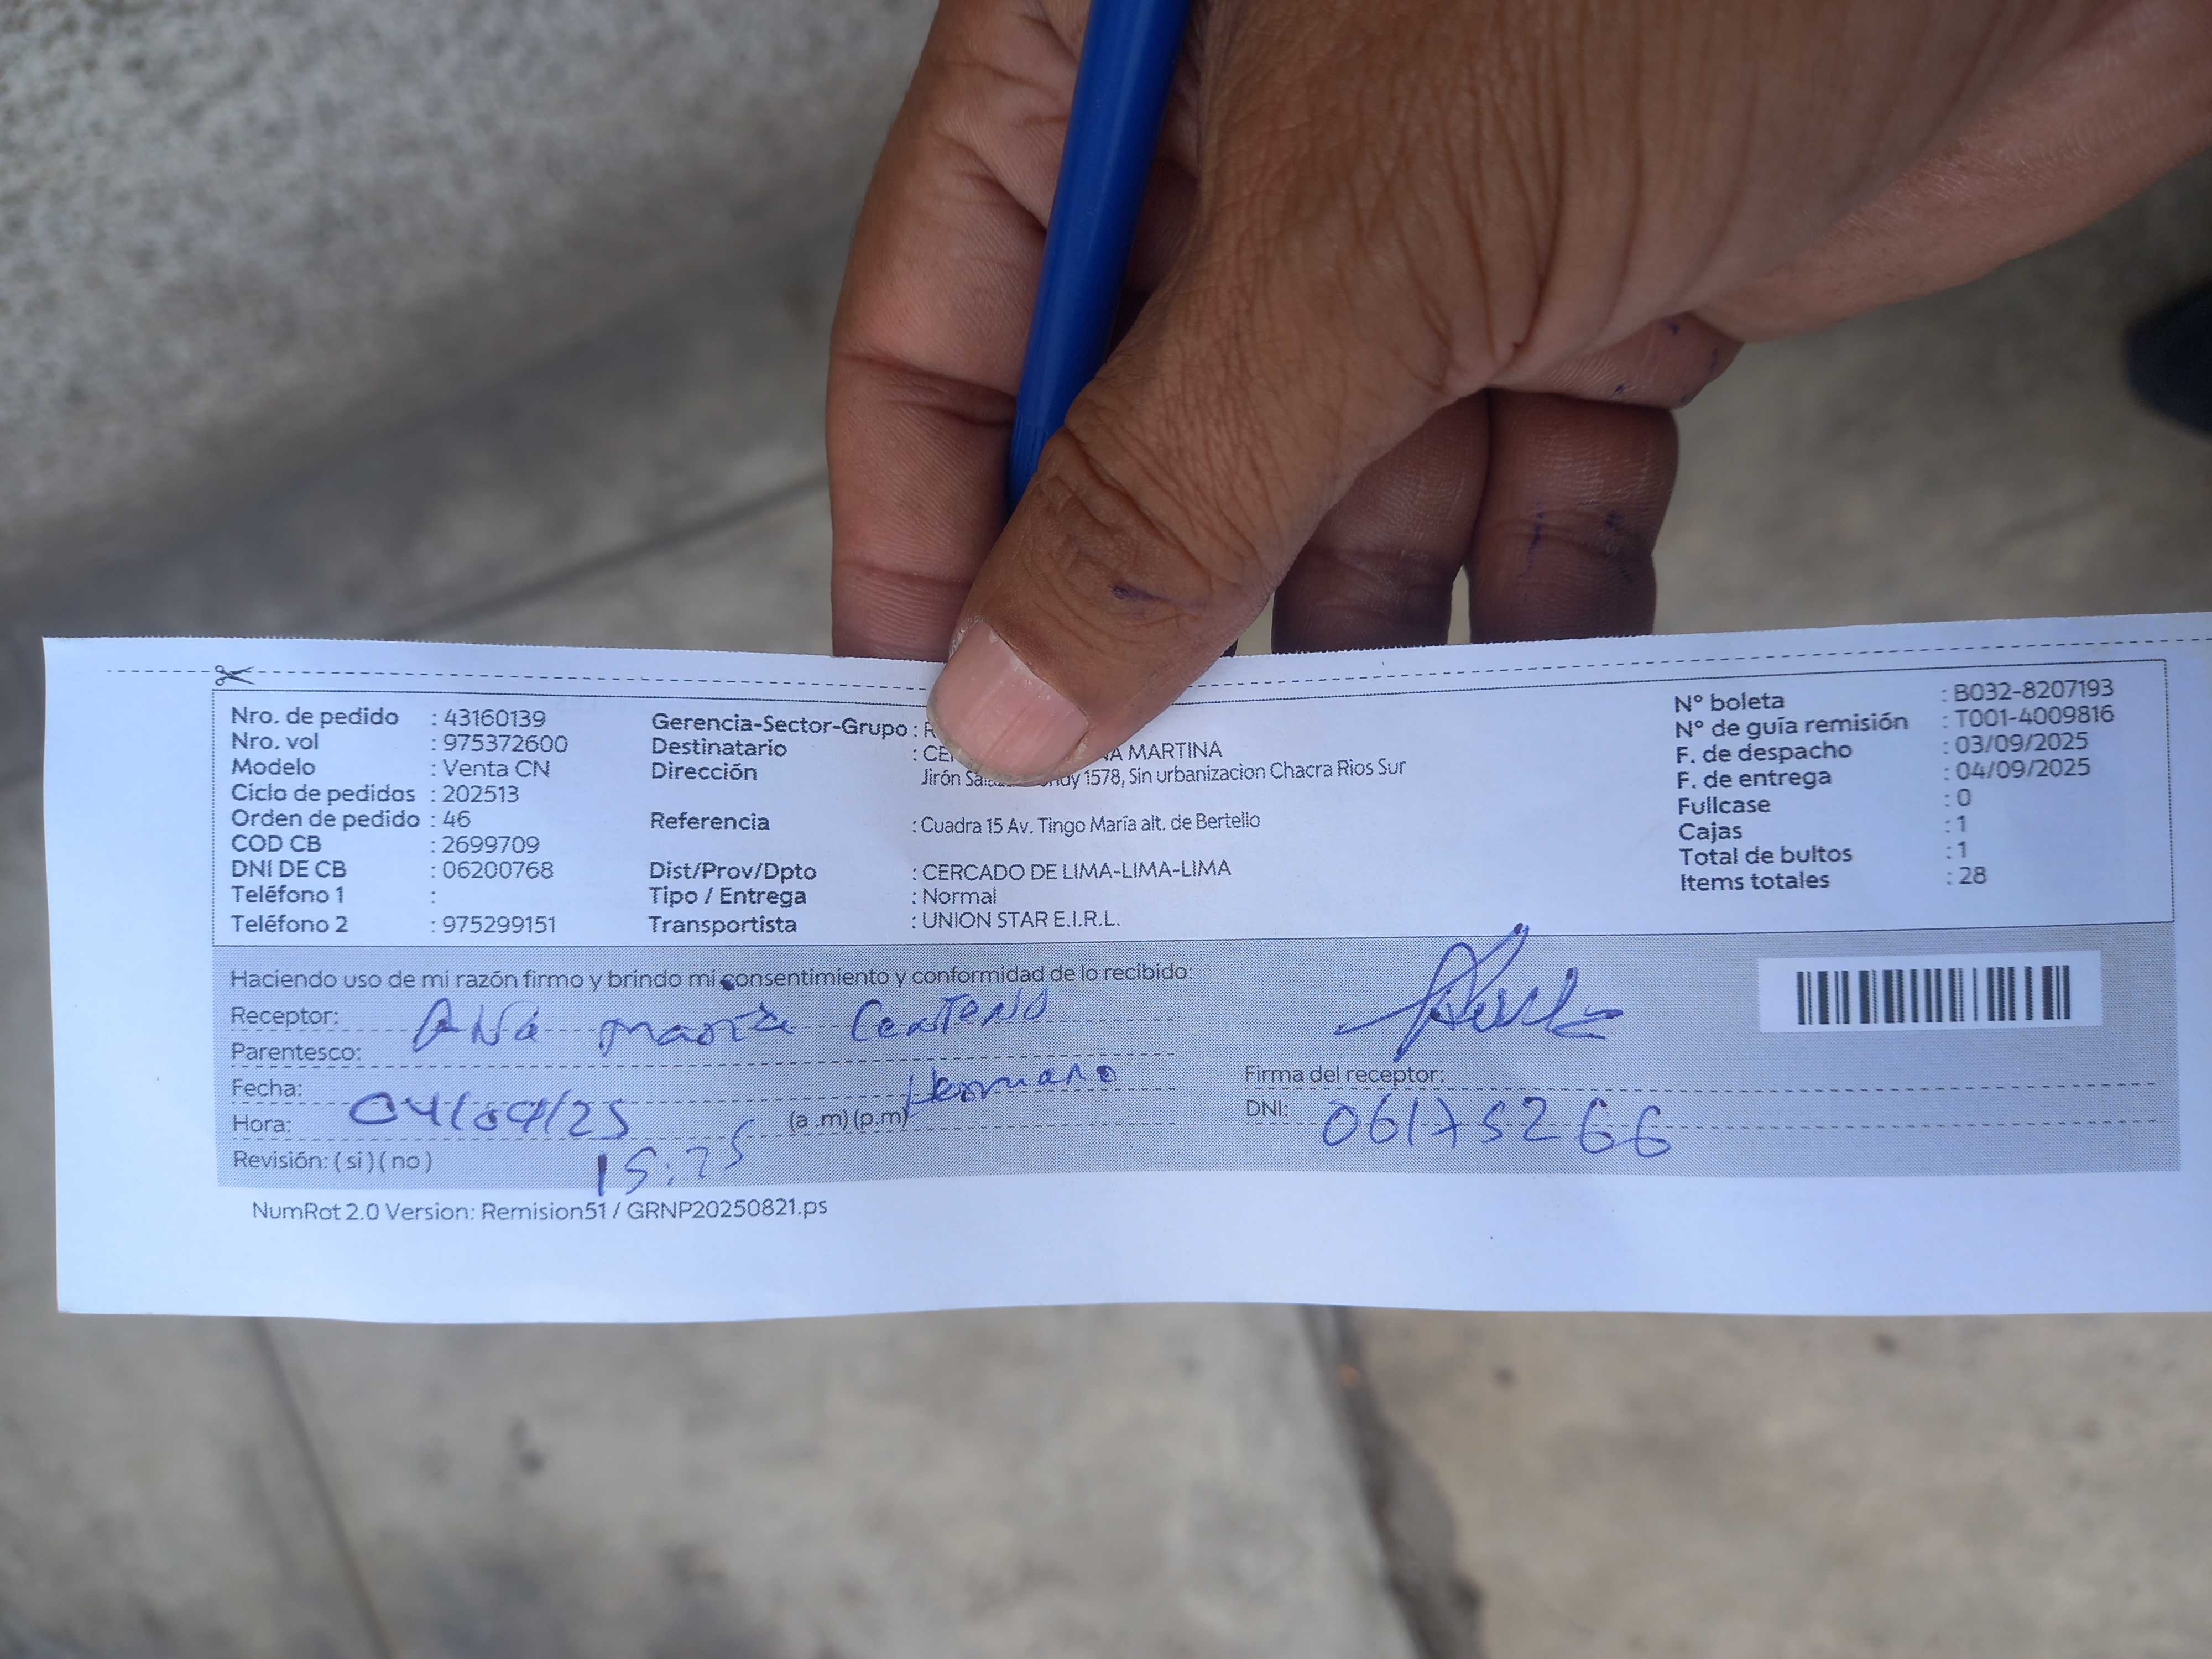 Nro. de pedido : 43160139
Nro. vol : 975372600
Modelo : Venta CN
Ciclo de pedidos : 202513
Orden de pedido : 46
COD CB : 2699709
DNI DE CB : 06200768
Teléfono 1 :
Teléfono 2 : 975299151
Gerencia-Sector-Grupo :
Destinatario : MARTINA
Dirección Jirón 1578, Sin urbanizacion Chacra Rios Sur
Referencia : Cuadra 15 Av. Tingo María alt. de Bertello
Dist/Prov/Dpto : CERCADO DE LIMA-LIMA-LIMA
Tipo / Entrega : Normal
Transportista : UNION STAR E.I.R.L.
N° boleta : B032-8207193
N° de guía remisión : T001-4009816
F. de despacho : 03/09/2025
F. de entrega : 04/09/2025
Fullcase : 0
Cajas : 1
Total de bultos : 1
Items totales : 28
Haciendo uso de mi razón firmo y brindo mi consentimiento y conformidad de lo recibido:
Receptor: ANA María CENTENO
Parentesco: Hermano
Fecha: 04/09/25
Hora: 15:25 (a .m) (p.m)
Revisión: ( si ) ( no )
Firma del receptor:
DNI: 06175266
NumRot 2.0 Version: Remision51 / GRNP20250821.ps